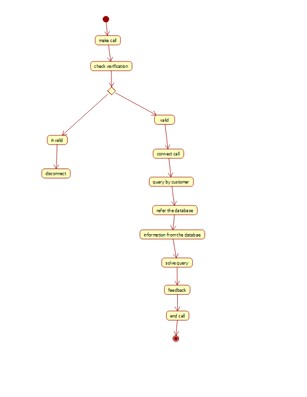 make call
check verification
valid
invalid
connect call
disconnect
query by customer
refer the database
information from the databse
solve query
feedback
end call